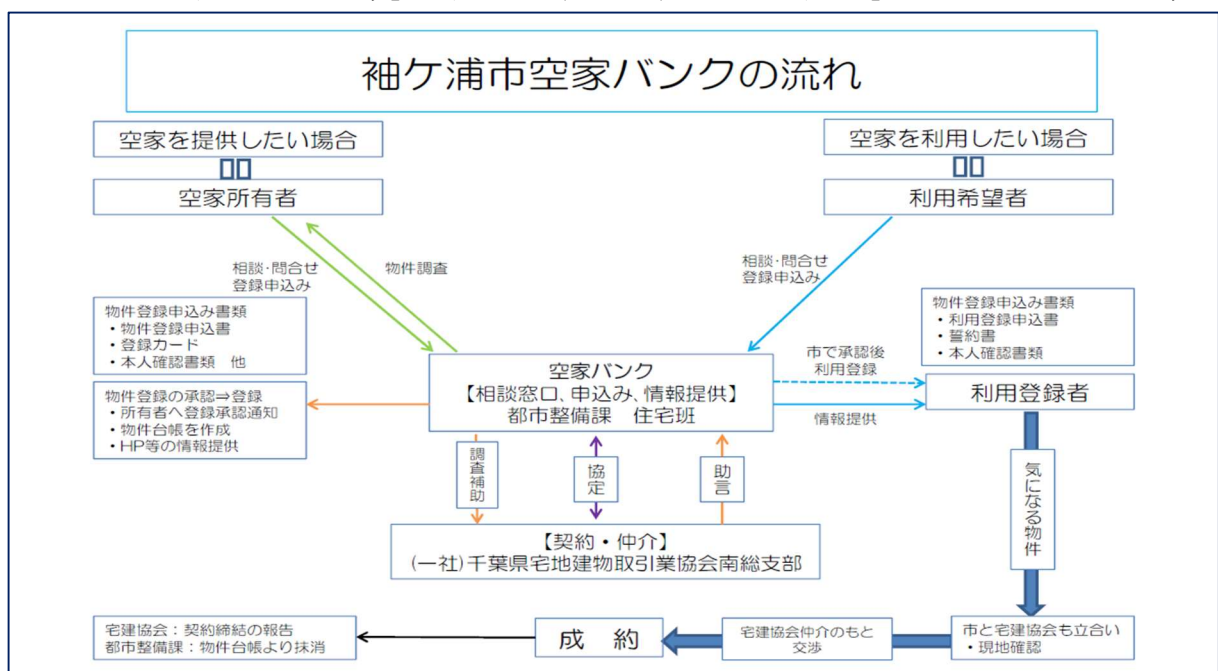 袖ケ浦市空家バンクの流れ
空家を提供したい場合
空家所有者
空家を利用したい場合
利用希望者
相談・問合せ
登録申込み
物件調査
相談・問合せ
登録申込み
物件登録申込み書類
・物件登録申込書
・登録カード
・本人確認書類 他
物件登録の承認⇒登録
・所有者へ登録承認通知
・物件台帳を作成
・HP等の情報提供
空家バンク
【相談窓口、申込み、情報提供】
都市整備課 住宅班
市で承認後
利用登録
情報提供
物件登録申込み書類
・利用登録申込書
・誓約書
・本人確認書類
利用登録者
調査補助
協定
助言
気になる物件
【契約・仲介】
(一社)千葉県宅地建物取引業協会南総支部
市と宅建協会も立合い
・現地確認
宅建協会仲介のもと
交渉
成 約
宅建協会：契約締結の報告
都市整備課：物件台帳より抹消